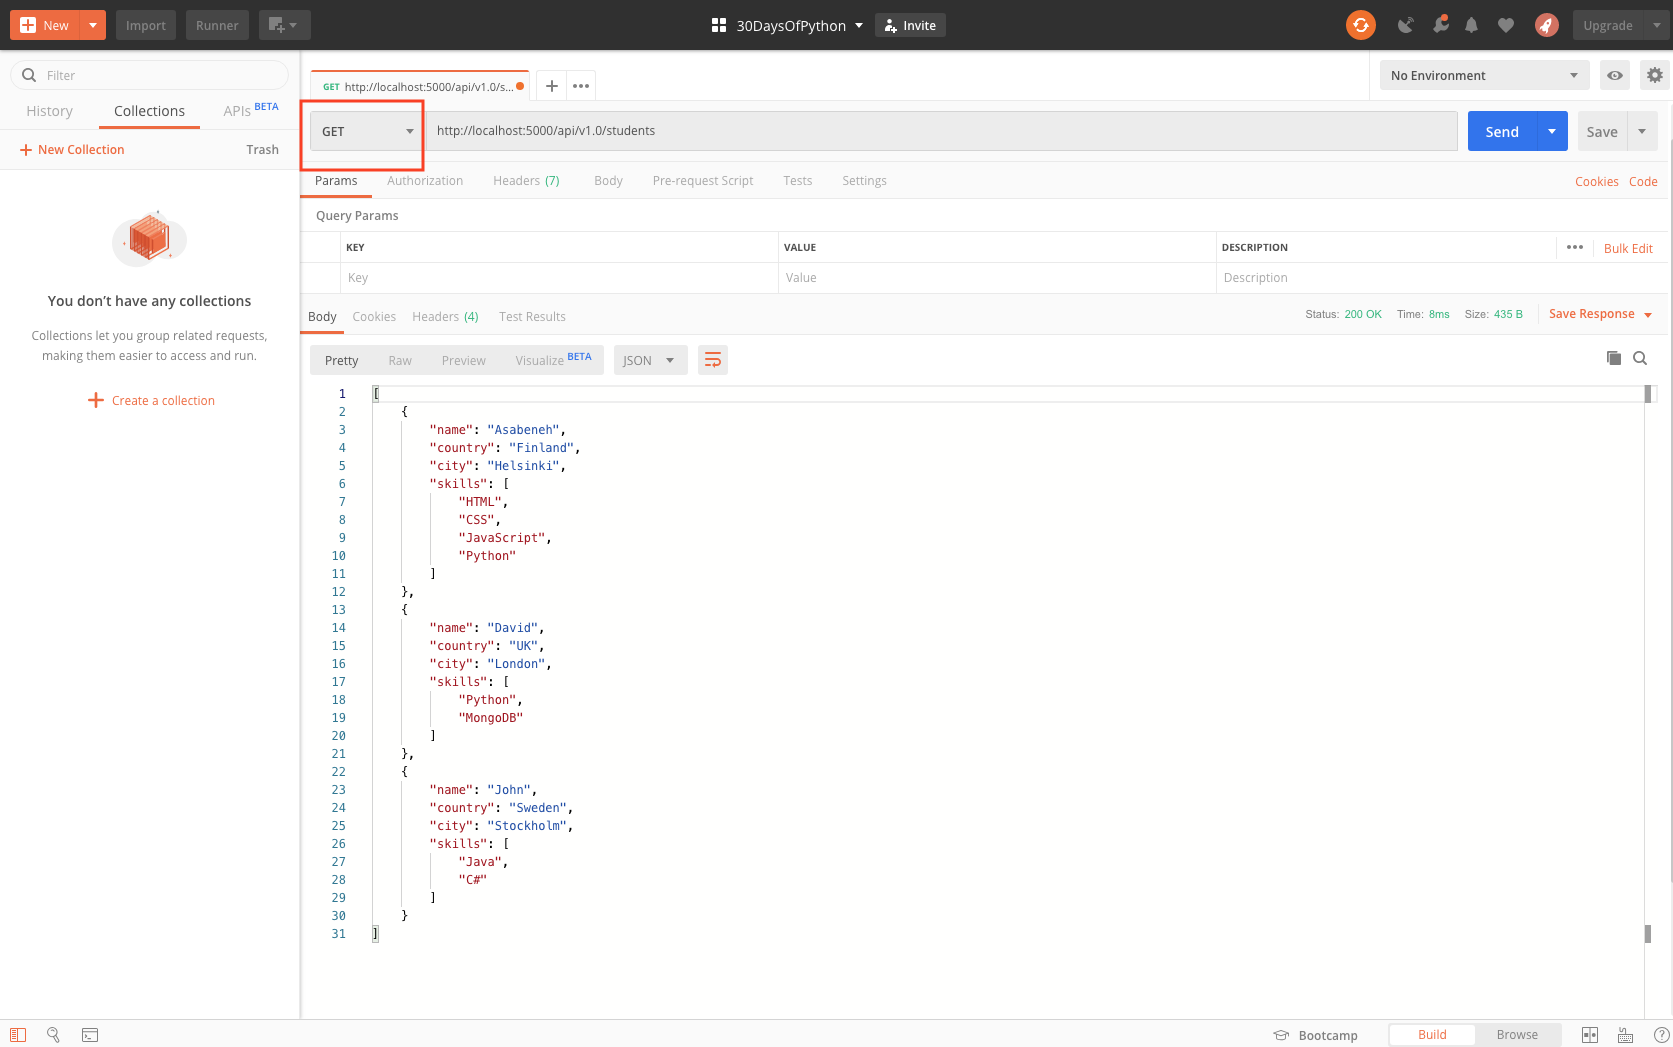 New Import Runner 30DaysOfPython Invite Upgrade
Filter
GET http://localhost:5000/api/v1.0/s... No Environment
History Collections APIs BETA
GET http://localhost:5000/api/v1.0/students Send Save
New Collection Trash
Params Authorization Headers (7) Body Pre-request Script Tests Settings Cookies Code
Query Params
KEY VALUE DESCRIPTION Bulk Edit
Key Value Description
You don't have any collections
Collections let you group related requests,
making them easier to access and run.
Create a collection
Body Cookies Headers (4) Test Results Status: 200 OK Time: 8ms Size: 435 B Save Response
Pretty Raw Preview Visualize BETA JSON
1 [
2 {
3 "name": "Asabeneh",
4 "country": "Finland",
5 "city": "Helsinki",
6 "skills": [
7 "HTML",
8 "CSS",
9 "JavaScript",
10 "Python"
11 ]
12 },
13 {
14 "name": "David",
15 "country": "UK",
16 "city": "London",
17 "skills": [
18 "Python",
19 "MongoDB"
20 ]
21 },
22 {
23 "name": "John",
24 "country": "Sweden",
25 "city": "Stockholm",
26 "skills": [
27 "Java",
28 "C#"
29 ]
30 }
31 ]
Bootcamp Build Browse